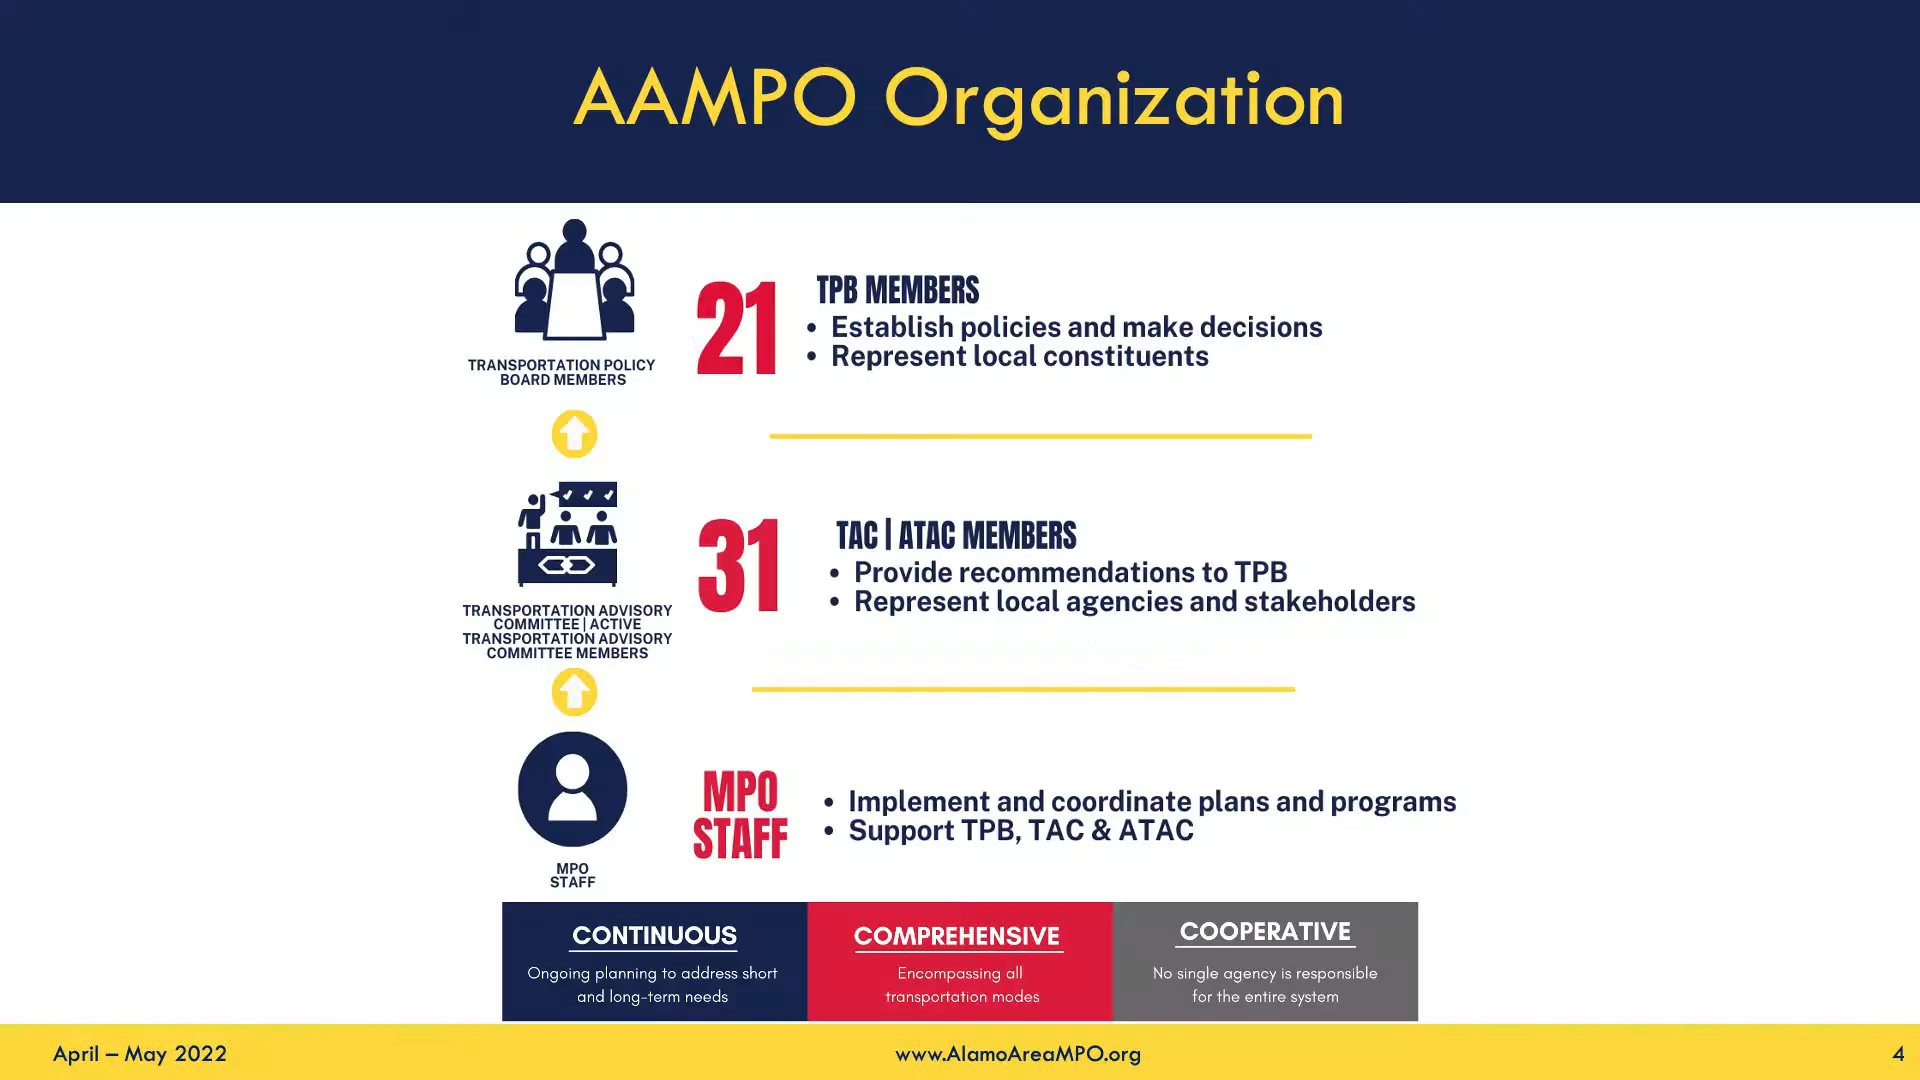 AAMPO Organization
TRANSPORTATION POLICY
BOARD MEMBERS
21
TPB MEMBERS
• Establish policies and make decisions
• Represent local constituents
TRANSPORTATION ADVISORY
COMMITTEE | ACTIVE
TRANSPORTATION ADVISORY
COMMITTEE MEMBERS
31
TAC | ATAC MEMBERS
• Provide recommendations to TPB
• Represent local agencies and stakeholders
MPO
STAFF
MPO
STAFF
• Implement and coordinate plans and programs
• Support TPB, TAC & ATAC
CONTINUOUS
Ongoing planning to address short
and long-term needs
COMPREHENSIVE
Encompassing all
transportation modes
COOPERATIVE
No single agency is responsible
for the entire system
April – May 2022
www.AlamoAreaMPO.org
4